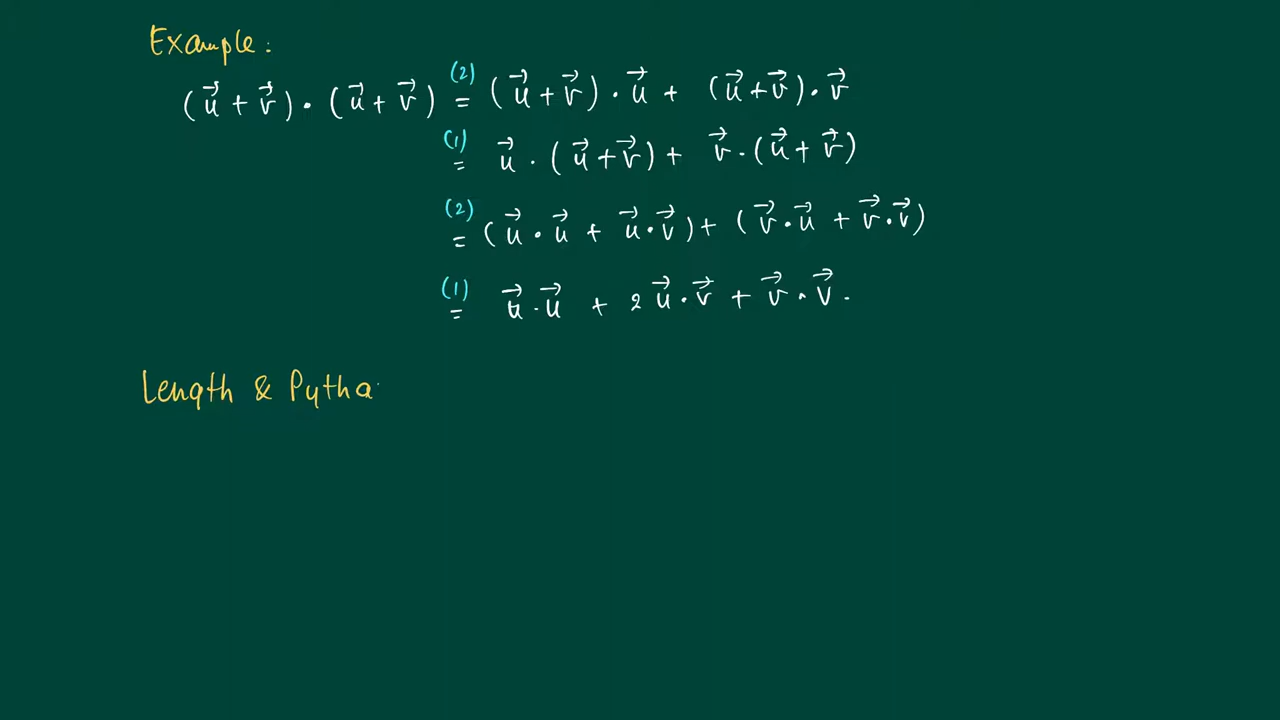 Example:
(2)
(u⃗ + v⃗) • (u⃗ + v⃗) = (u⃗ + v⃗) • u⃗ + (u⃗ + v⃗) • v⃗
(1)
= u⃗ · (u⃗ + v⃗) + v⃗ · (u⃗ + v⃗)
(2)
= (u⃗ • u⃗ + u⃗ • v⃗) + (v⃗ • u⃗ + v⃗ • v⃗)
(1)
= u⃗ · u⃗ + 2 u⃗ • v⃗ + v⃗ • v⃗ .
Length & Pytha